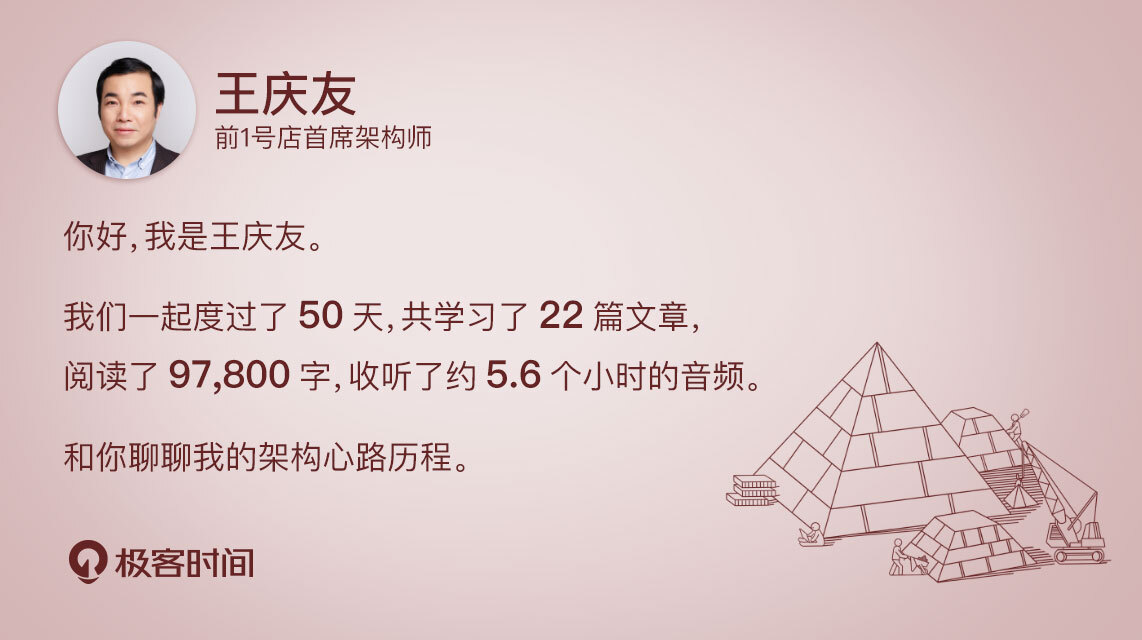 王庆友
前1号店首席架构师
你好，我是王庆友。
我们一起度过了 50 天，共学习了 22 篇文章，
阅读了 97,800 字，收听了约 5.6 个小时的音频。
和你聊聊我的架构心路历程。
极客时间